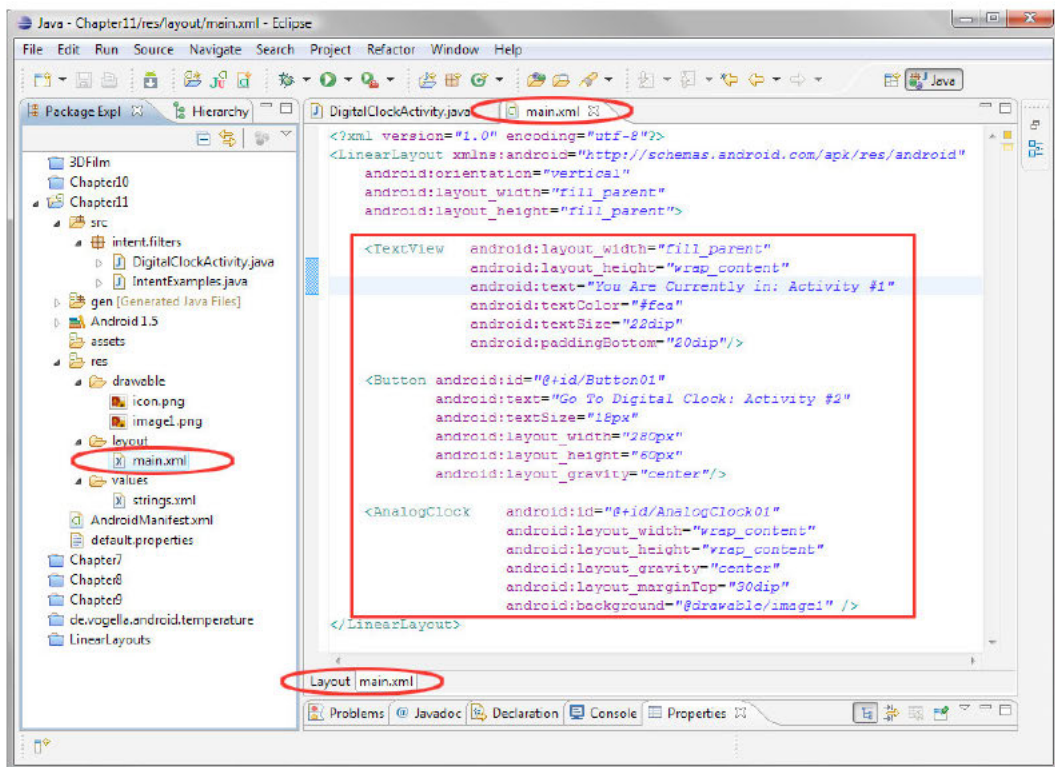 Java - Chapter11/res/layout/main.xml - Eclipse
File Edit Run Source Navigate Search Project Refactor Window Help
Java
Package Expl
Hierarchy
DigitalClockActivity.java
main.xml
3DFilm
Chapter10
Chapter11
src
intent.filters
DigitalClockActivity.java
IntentExamples.java
gen [Generated Java Files]
Android 1.5
assets
res
drawable
icon.png
image1.png
layout
main.xml
values
strings.xml
AndroidManifest.xml
default.properties
Chapter7
Chapter8
Chapter9
de.vogella.android.temperature
LinearLayouts
<?xml version="1.0" encoding="utf-8"?>
<LinearLayout xmlns:android="http://schemas.android.com/apk/res/android"
android:orientation="vertical"
android:layout_width="fill_parent"
android:layout_height="fill_parent">
<TextView android:layout_width="fill_parent"
android:layout_height="wrap_content"
android:text="You Are Currently in: Activity #1"
android:textColor="#fea"
android:textSize="22dip"
android:paddingBottom="20dip"/>
<Button android:id="@+id/Button01"
android:text="Go To Digital Clock: Activity #2"
android:textSize="18px"
android:layout_width="280px"
android:layout_height="60px"
android:layout_gravity="center"/>
<AnalogClock android:id="@+id/AnalogClock01"
android:layout_width="wrap_content"
android:layout_height="wrap_content"
android:layout_gravity="center"
android:layout_marginTop="30dip"
android:background="@drawable/image1" />
</LinearLayout>
Layout main.xml
Problems @ Javadoc Declaration Console Properties